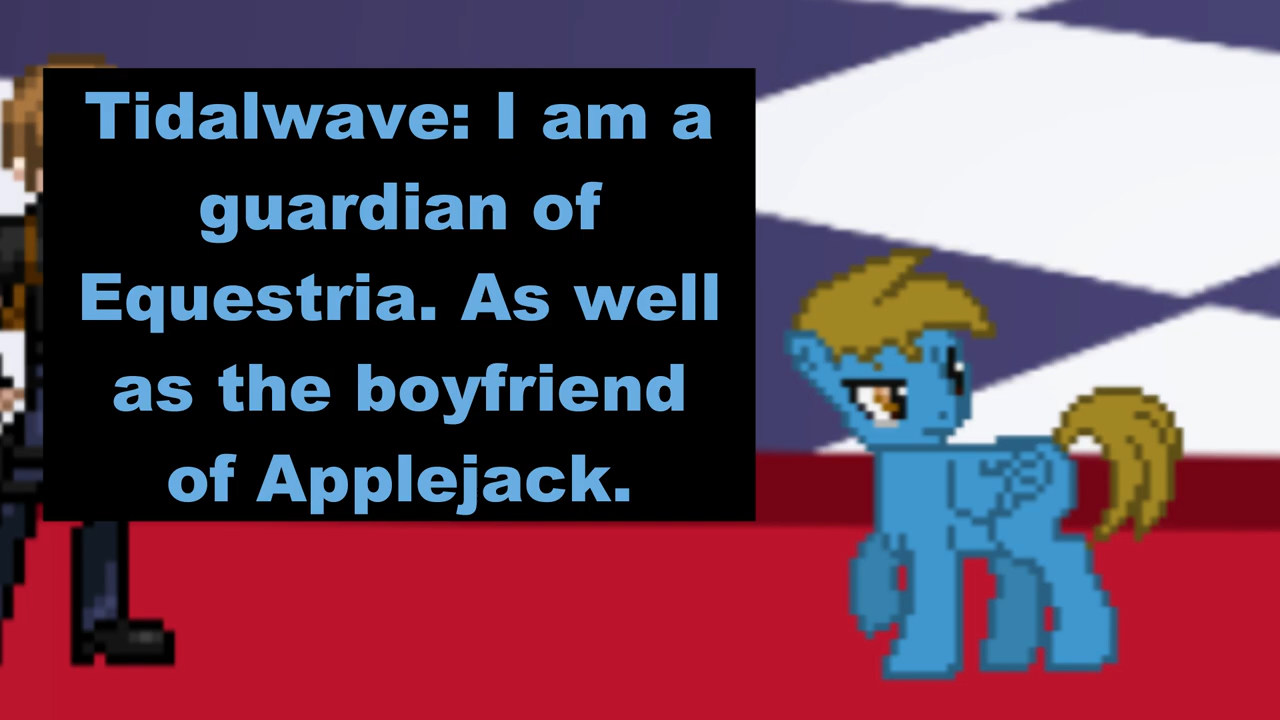 Tidalwave: I am a
guardian of
Equestria. As well
as the boyfriend
of Applejack.